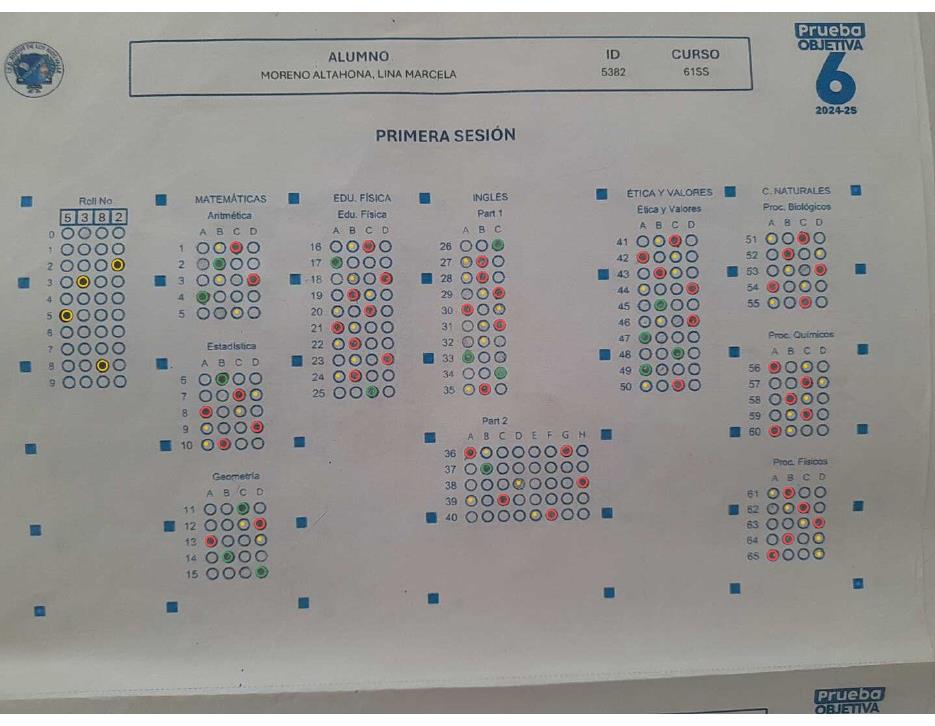 Prueba
OBJETIVA
6
2024-2S
ALUMNO ID CURSO
MORENO ALTAHONA, LINA MARCELA 5382 61SS
PRIMERA SESIÓN
Roll No
5 3 8 2
0
1
2
3
4
5
6
7
8
9
MATEMÁTICAS
Aritmética
A B C D
1
2
3
4
5
Estadística
A B C D
6
7
8
9
10
Geometría
A B C D
11
12
13
14
15
EDU. FÍSICA
Edu. Física
A B C D
16
17
18
19
20
21
22
23
24
25
INGLES
Part 1
A B C
26
27
28
29
30
31
32
33
34
35
Part 2
A B C D E F G H
36
37
38
39
40
ÉTICA Y VALORES
Ética y Valores
A B C D
41
42
43
44
45
46
47
48
49
50
C. NATURALES
Proc. Biológicos
A B C D
51
52
53
54
55
Proc. Químicos
A B C D
56
57
58
59
60
Proc. Físicos
A B C D
61
62
63
64
65
Prueba
OBJETIVA